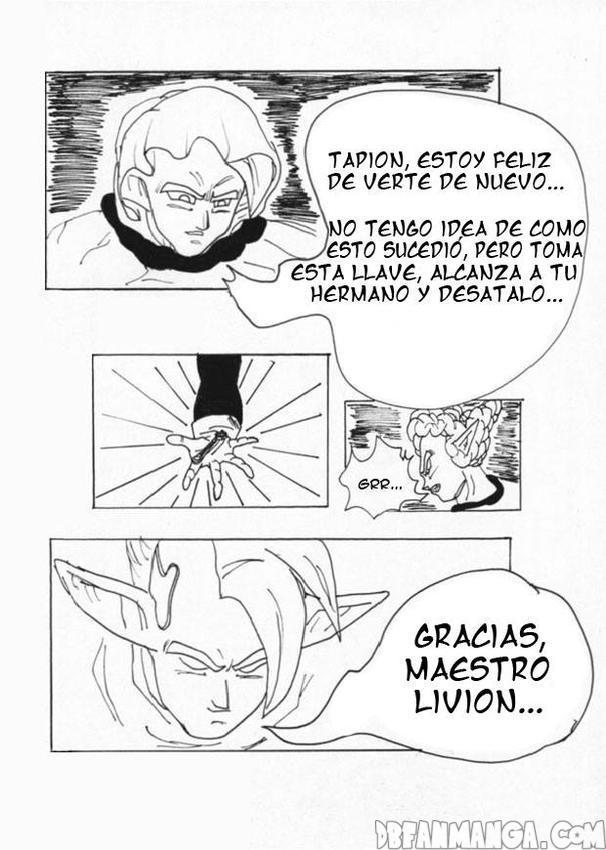 TAPION, ESTOY FELIZ
DE VERTE DE NUEVO...
NO TENGO IDEA DE COMO
ESTO SUCEDIÓ, PERO TOMA
ESTA LLAVE, ALCANZA A TU
HERMANO Y DESATALO...
GRR...
GRACIAS,
MAESTRO
LIVION...
DBFANMANGA.COM